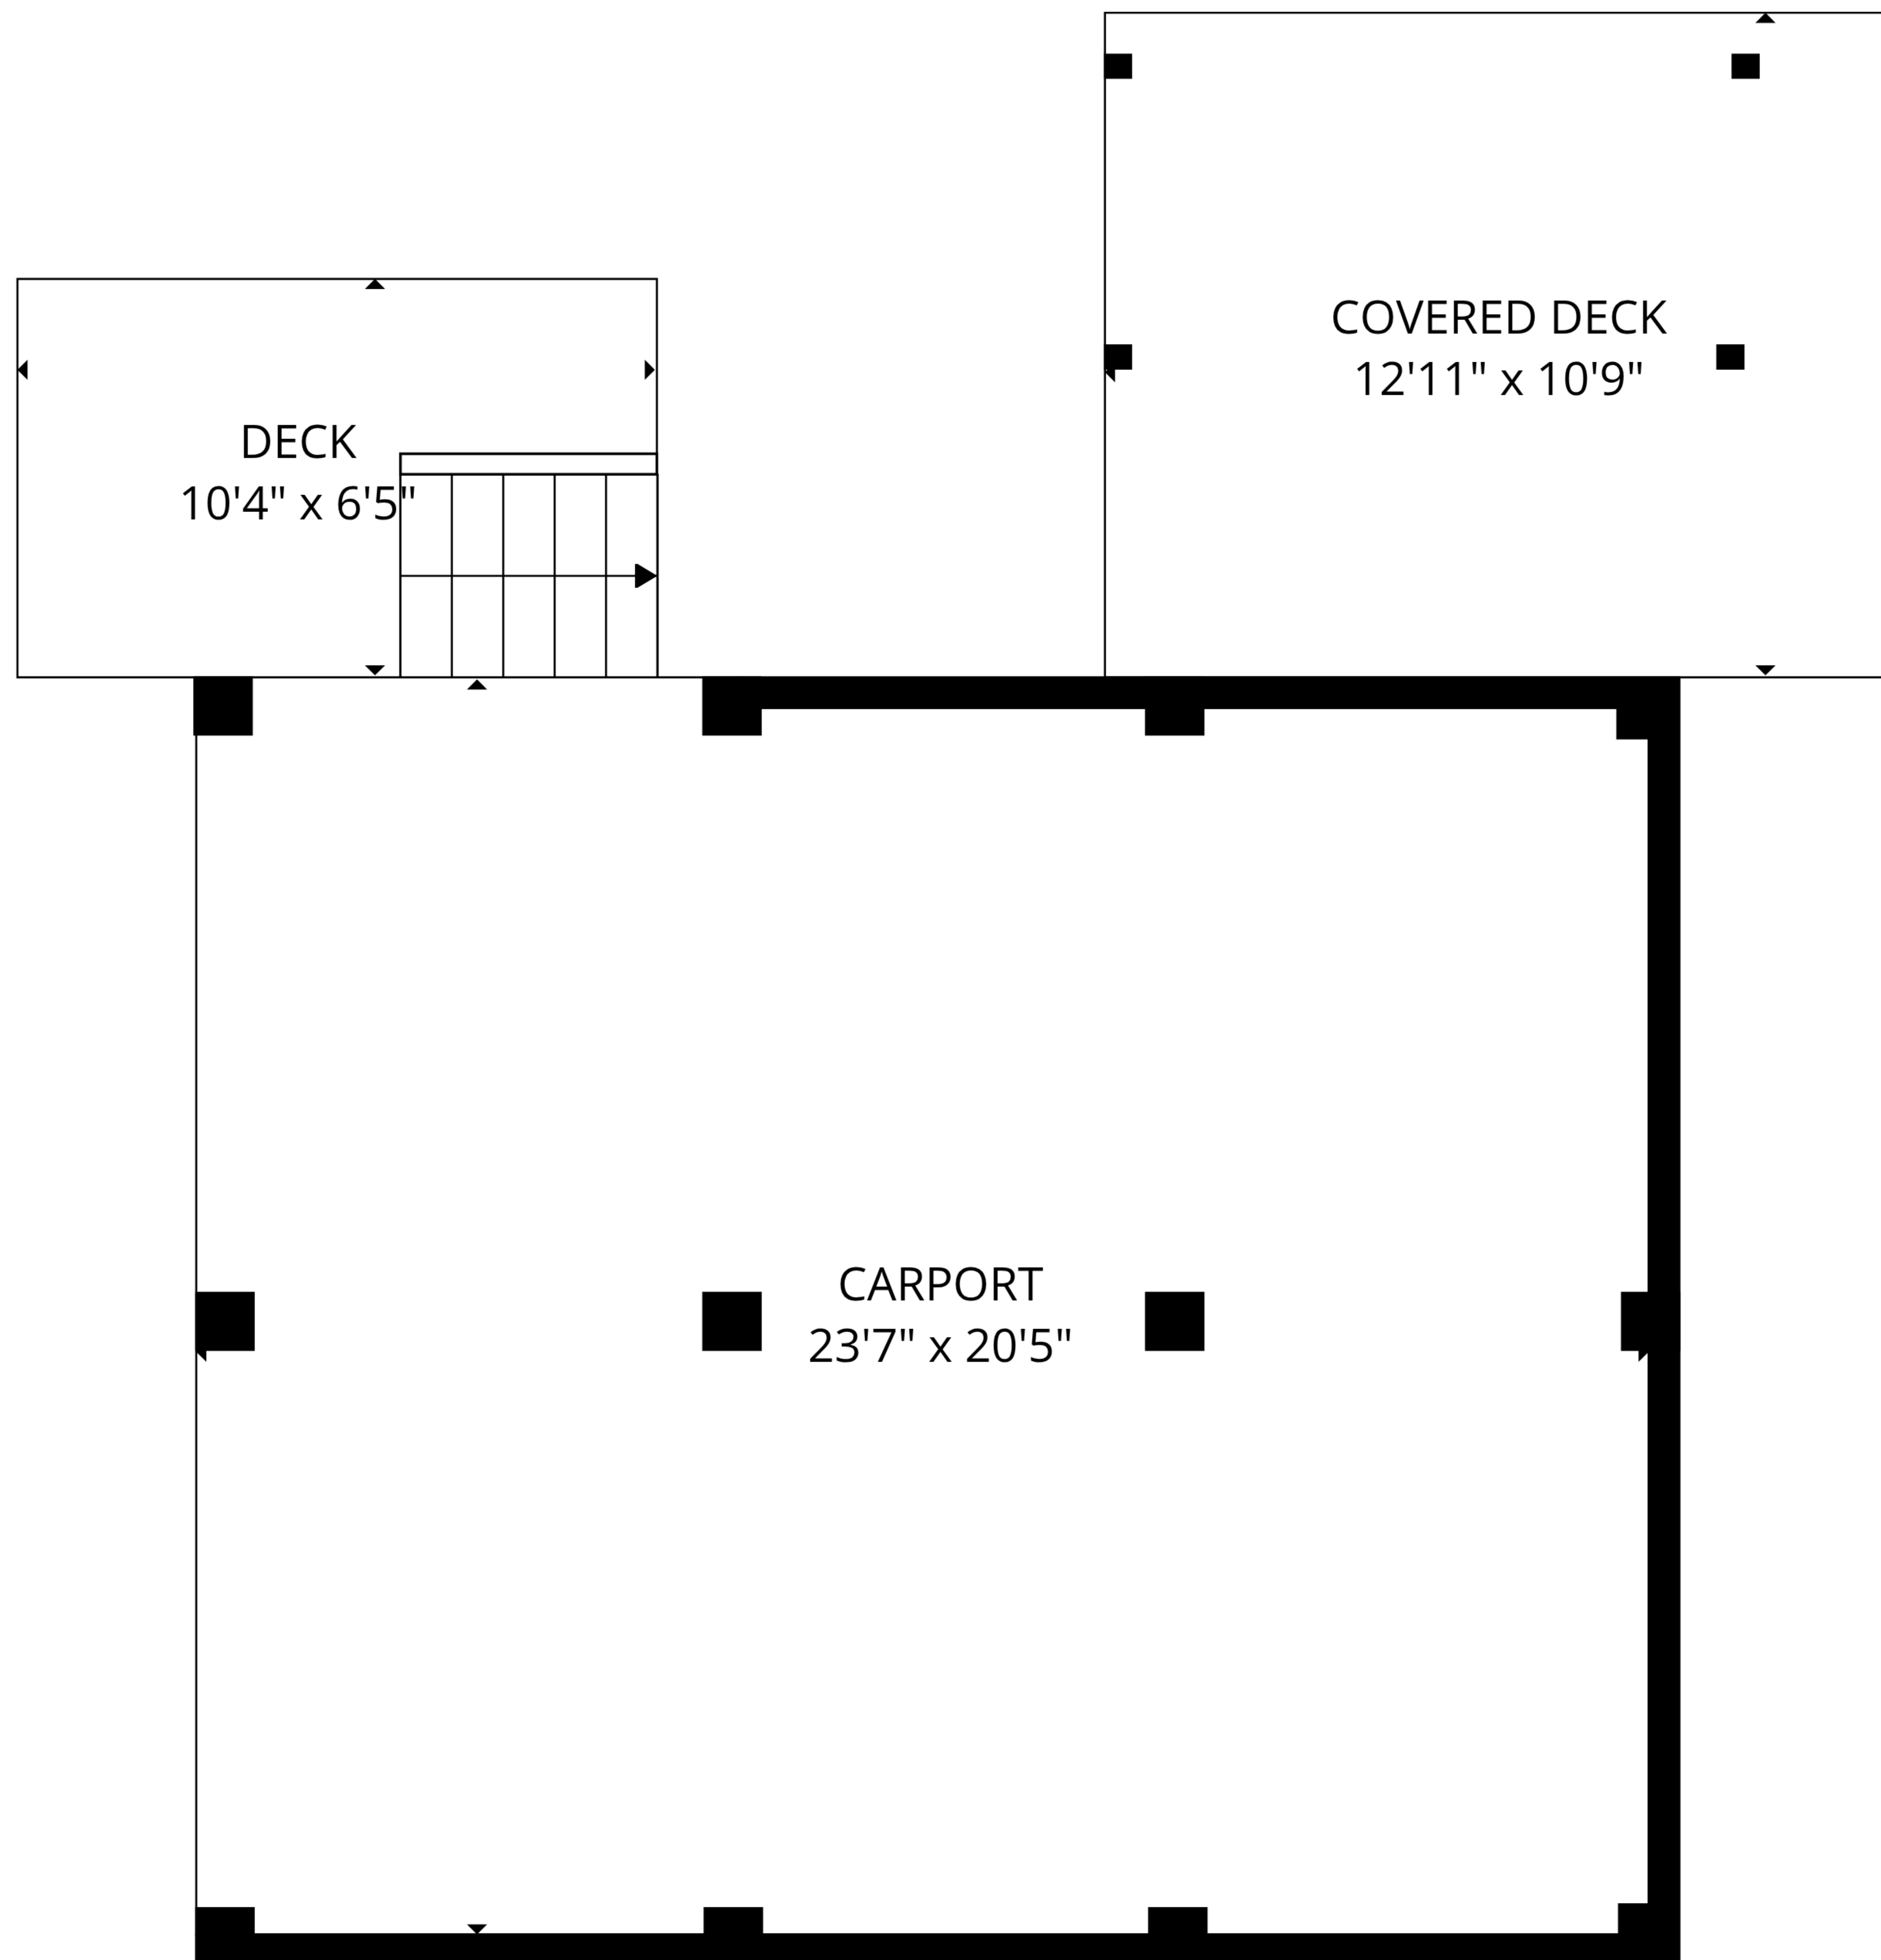 COVERED DECK
12'11" x 10'9"
DECK
10'4" x 6'5"
CARPORT
23'7" x 20'5"